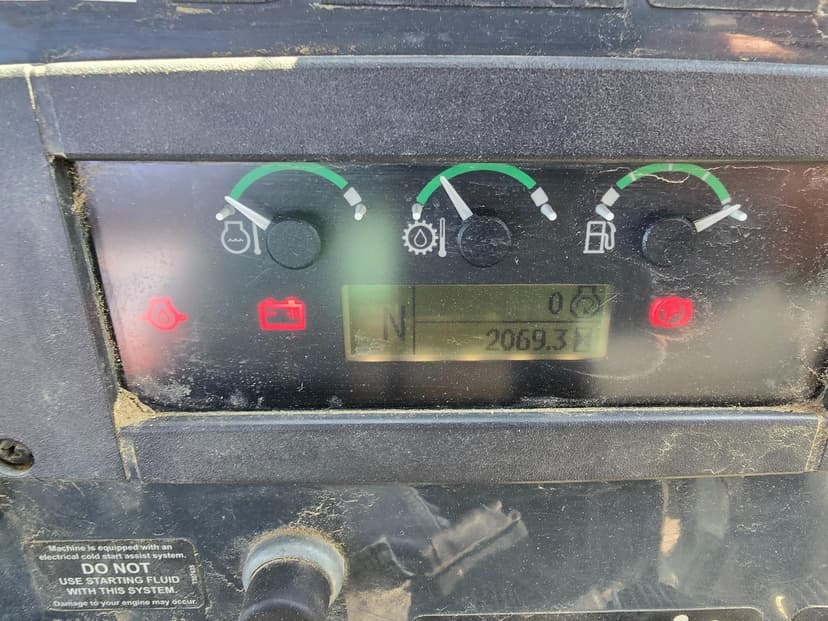 N
0
2069.3
Machine is equipped with an
electrical cold start assist system.
DO NOT
USE STARTING FLUID
WITH THIS SYSTEM.
Damage to your engine may occur.